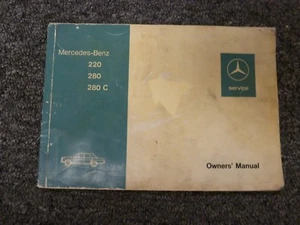 Mercedes-Benz
220
280
280 C
service
Owners' Manual